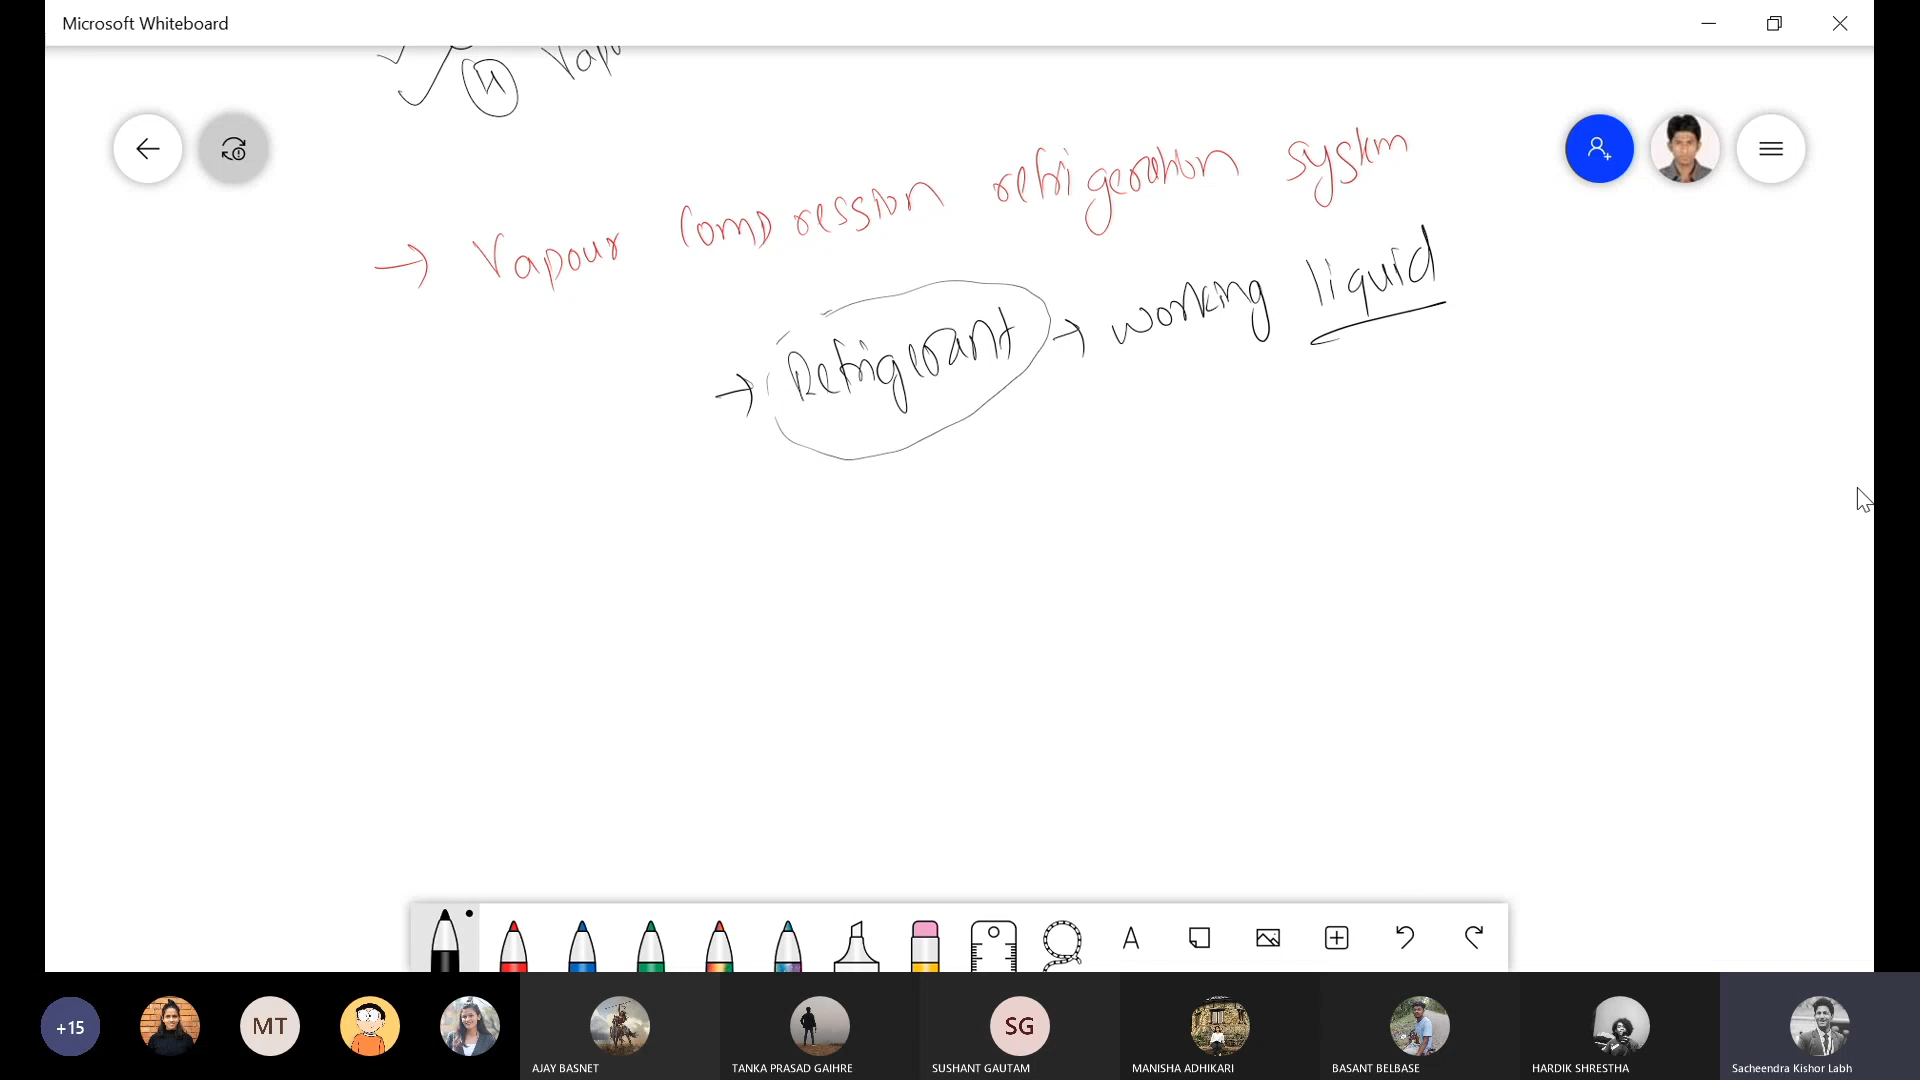 Microsoft Whiteboard
Vapu
→ Vapour Compression refrigeration system
→ Refrigerant → working liquid
A
+15
MT
SG
AJAY BASNET
TANKA PRASAD GAIHRE
SUSHANT GAUTAM
MANISHA ADHIKARI
BASANT BELBASE
HARDIK SHRESTHA
Sacheendra Kishor Labh